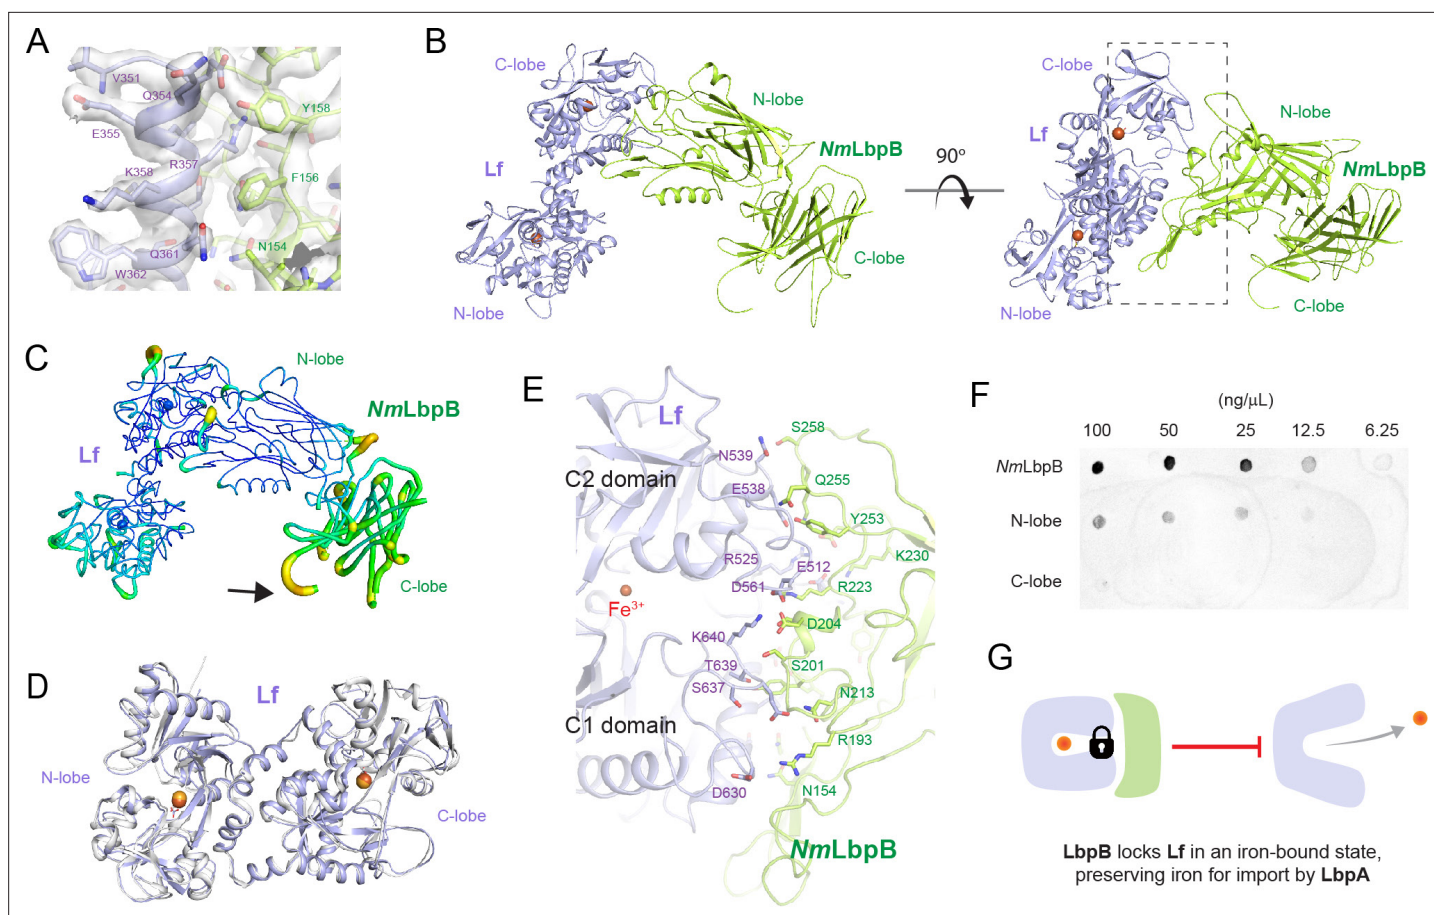 A
V351
Q354
Y158
E355
R357
K358
F156
Q361
N154
W362
B
C-lobe
N-lobe
Lf
NmLbpB
C-lobe
N-lobe
90º
C-lobe
N-lobe
Lf
NmLbpB
N-lobe
C-lobe
C
N-lobe
NmLbpB
Lf
C-lobe
D
Lf
N-lobe
C-lobe
E
Lf
S258
N539
C2 domain
E538
Q255
Y253
R525
E512
K230
D561
R223
Fe³⁺
D204
K640
T639
S201
S637
N213
C1 domain
R193
D630
N154
NmLbpB
F
(ng/µL)
100 50 25 12.5 6.25
NmLbpB
N-lobe
C-lobe
G
LbpB locks Lf in an iron-bound state,
preserving iron for import by LbpA